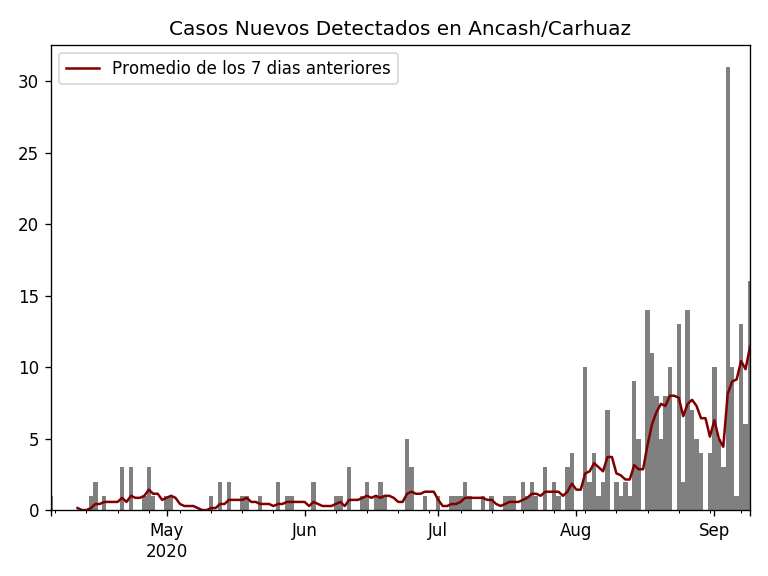 Casos Nuevos Detectados en Ancash/Carhuaz
Promedio de los 7 dias anteriores
30
25
20
15
10
5
0
May Jun Jul Aug Sep
2020